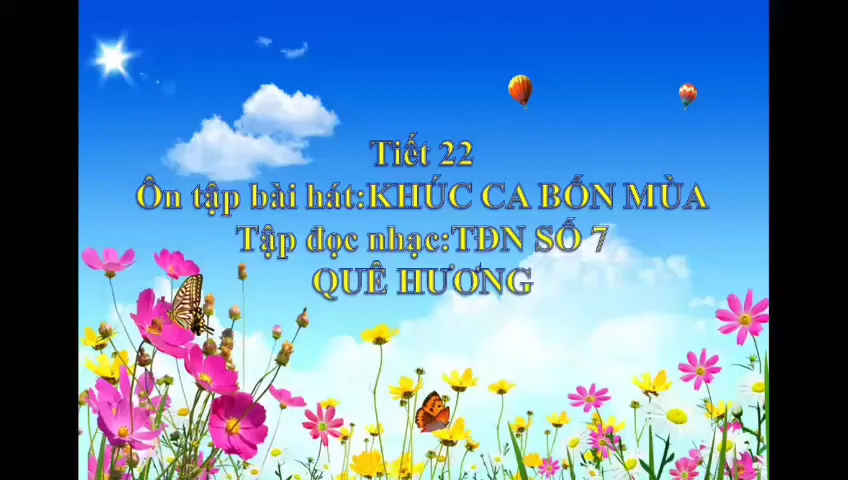 Tiết 22
Ôn tập bài hát:KHÚC CA BỐN MÙA
Tập đọc nhạc:TĐN SỐ 7
QUÊ HƯƠNG